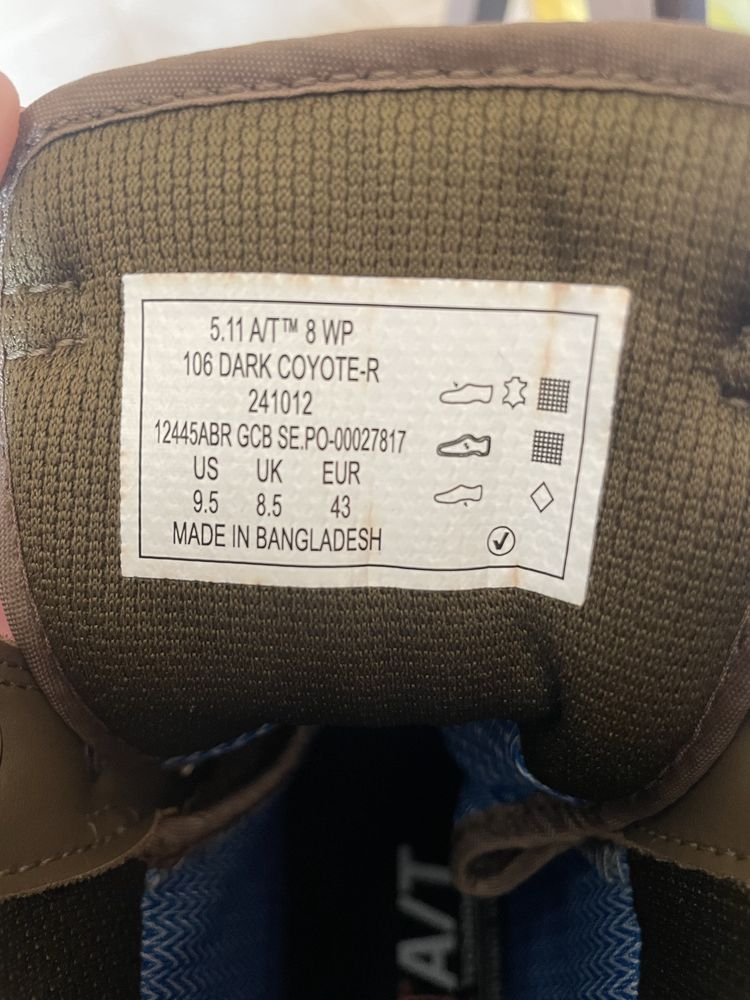 5.11 A/T™ 8 WP
106 DARK COYOTE-R
241012
12445ABR GCB SE.PO-00027817
US UK EUR
9.5 8.5 43
MADE IN BANGLADESH
A/T